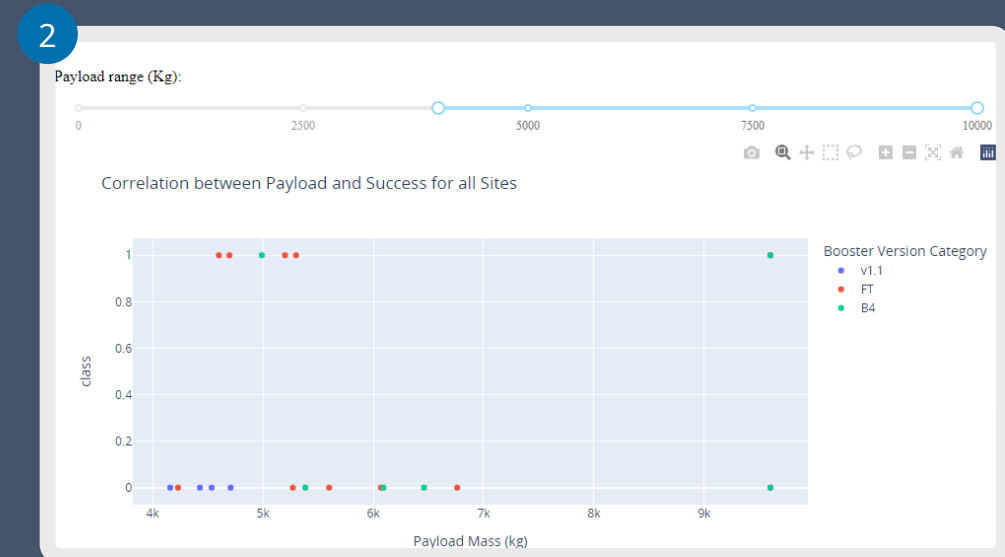 2
Payload range (Kg):
0 2500 5000 7500 10000
Correlation between Payload and Success for all Sites
Booster Version Category
v1.1
FT
B4
class
1
0.8
0.6
0.4
0.2
0
4k 5k 6k 7k 8k 9k
Payload Mass (kg)